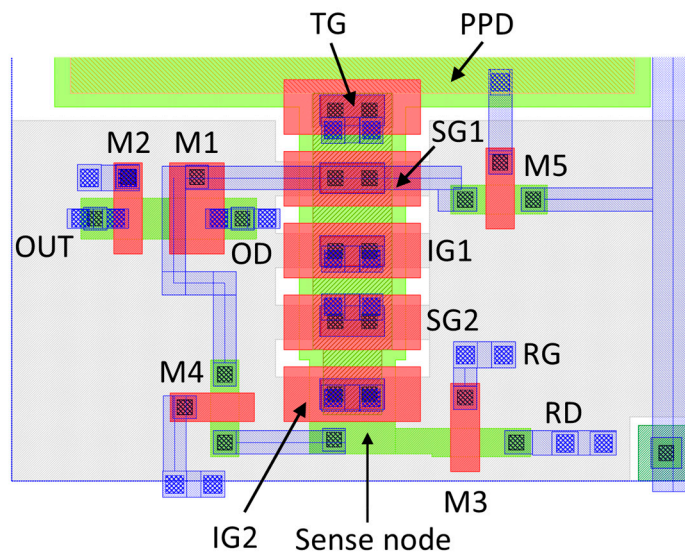 TG
PPD
M2
M1
SG1
M5
OUT
OD
IG1
SG2
RG
M4
RD
M3
IG2
Sense node